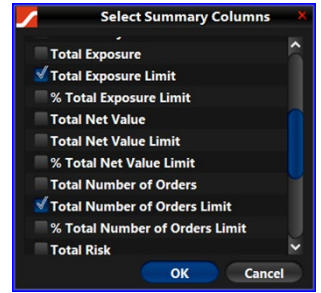 Select Summary Columns
Total Exposure
Total Exposure Limit
% Total Exposure Limit
Total Net Value
Total Net Value Limit
% Total Net Value Limit
Total Number of Orders
Total Number of Orders Limit
% Total Number of Orders Limit
Total Risk
OK Cancel